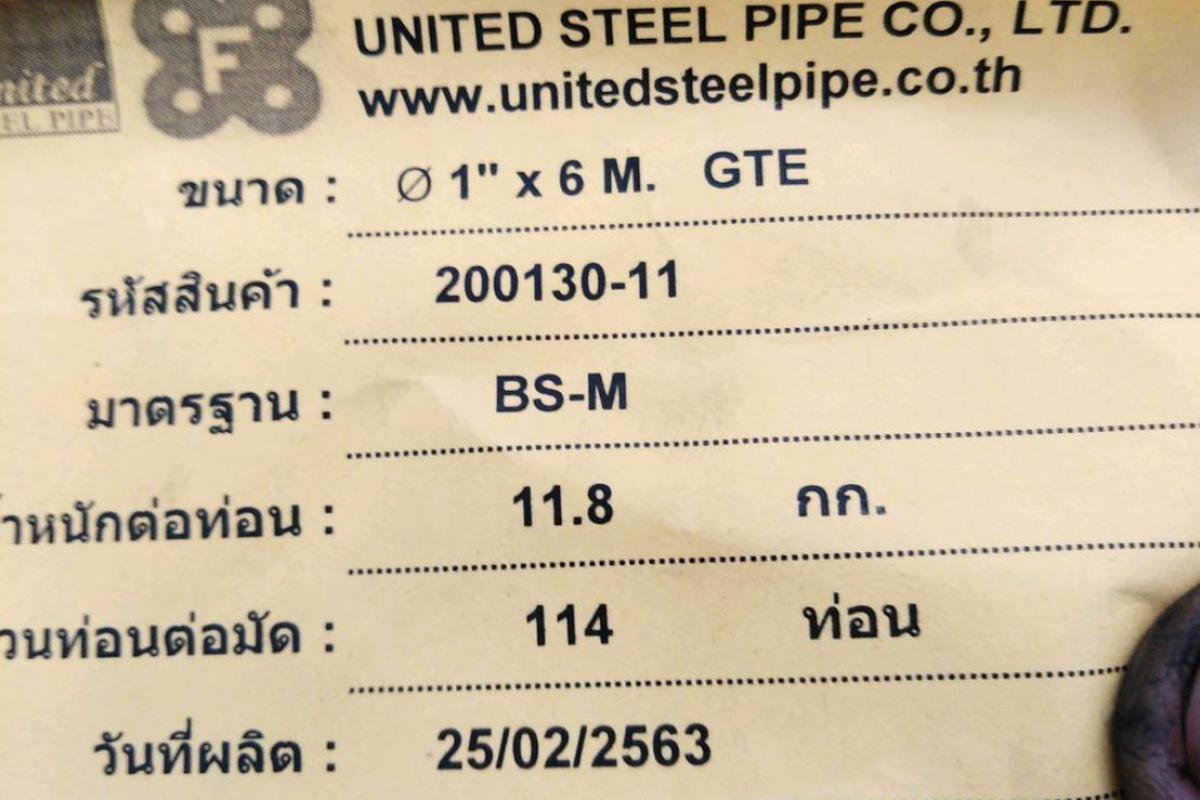 UNITED STEEL PIPE CO., LTD.
www.unitedsteelpipe.co.th
F
PIPE
ขนาด : Ø 1" x 6 M. GTE
รหัสสินค้า : 200130-11
มาตรฐาน : BS-M
หนักต่อท่อน : 11.8 กก.
ท่อนต่อมัด : 114 ท่อน
วันที่ผลิต : 25/02/2563